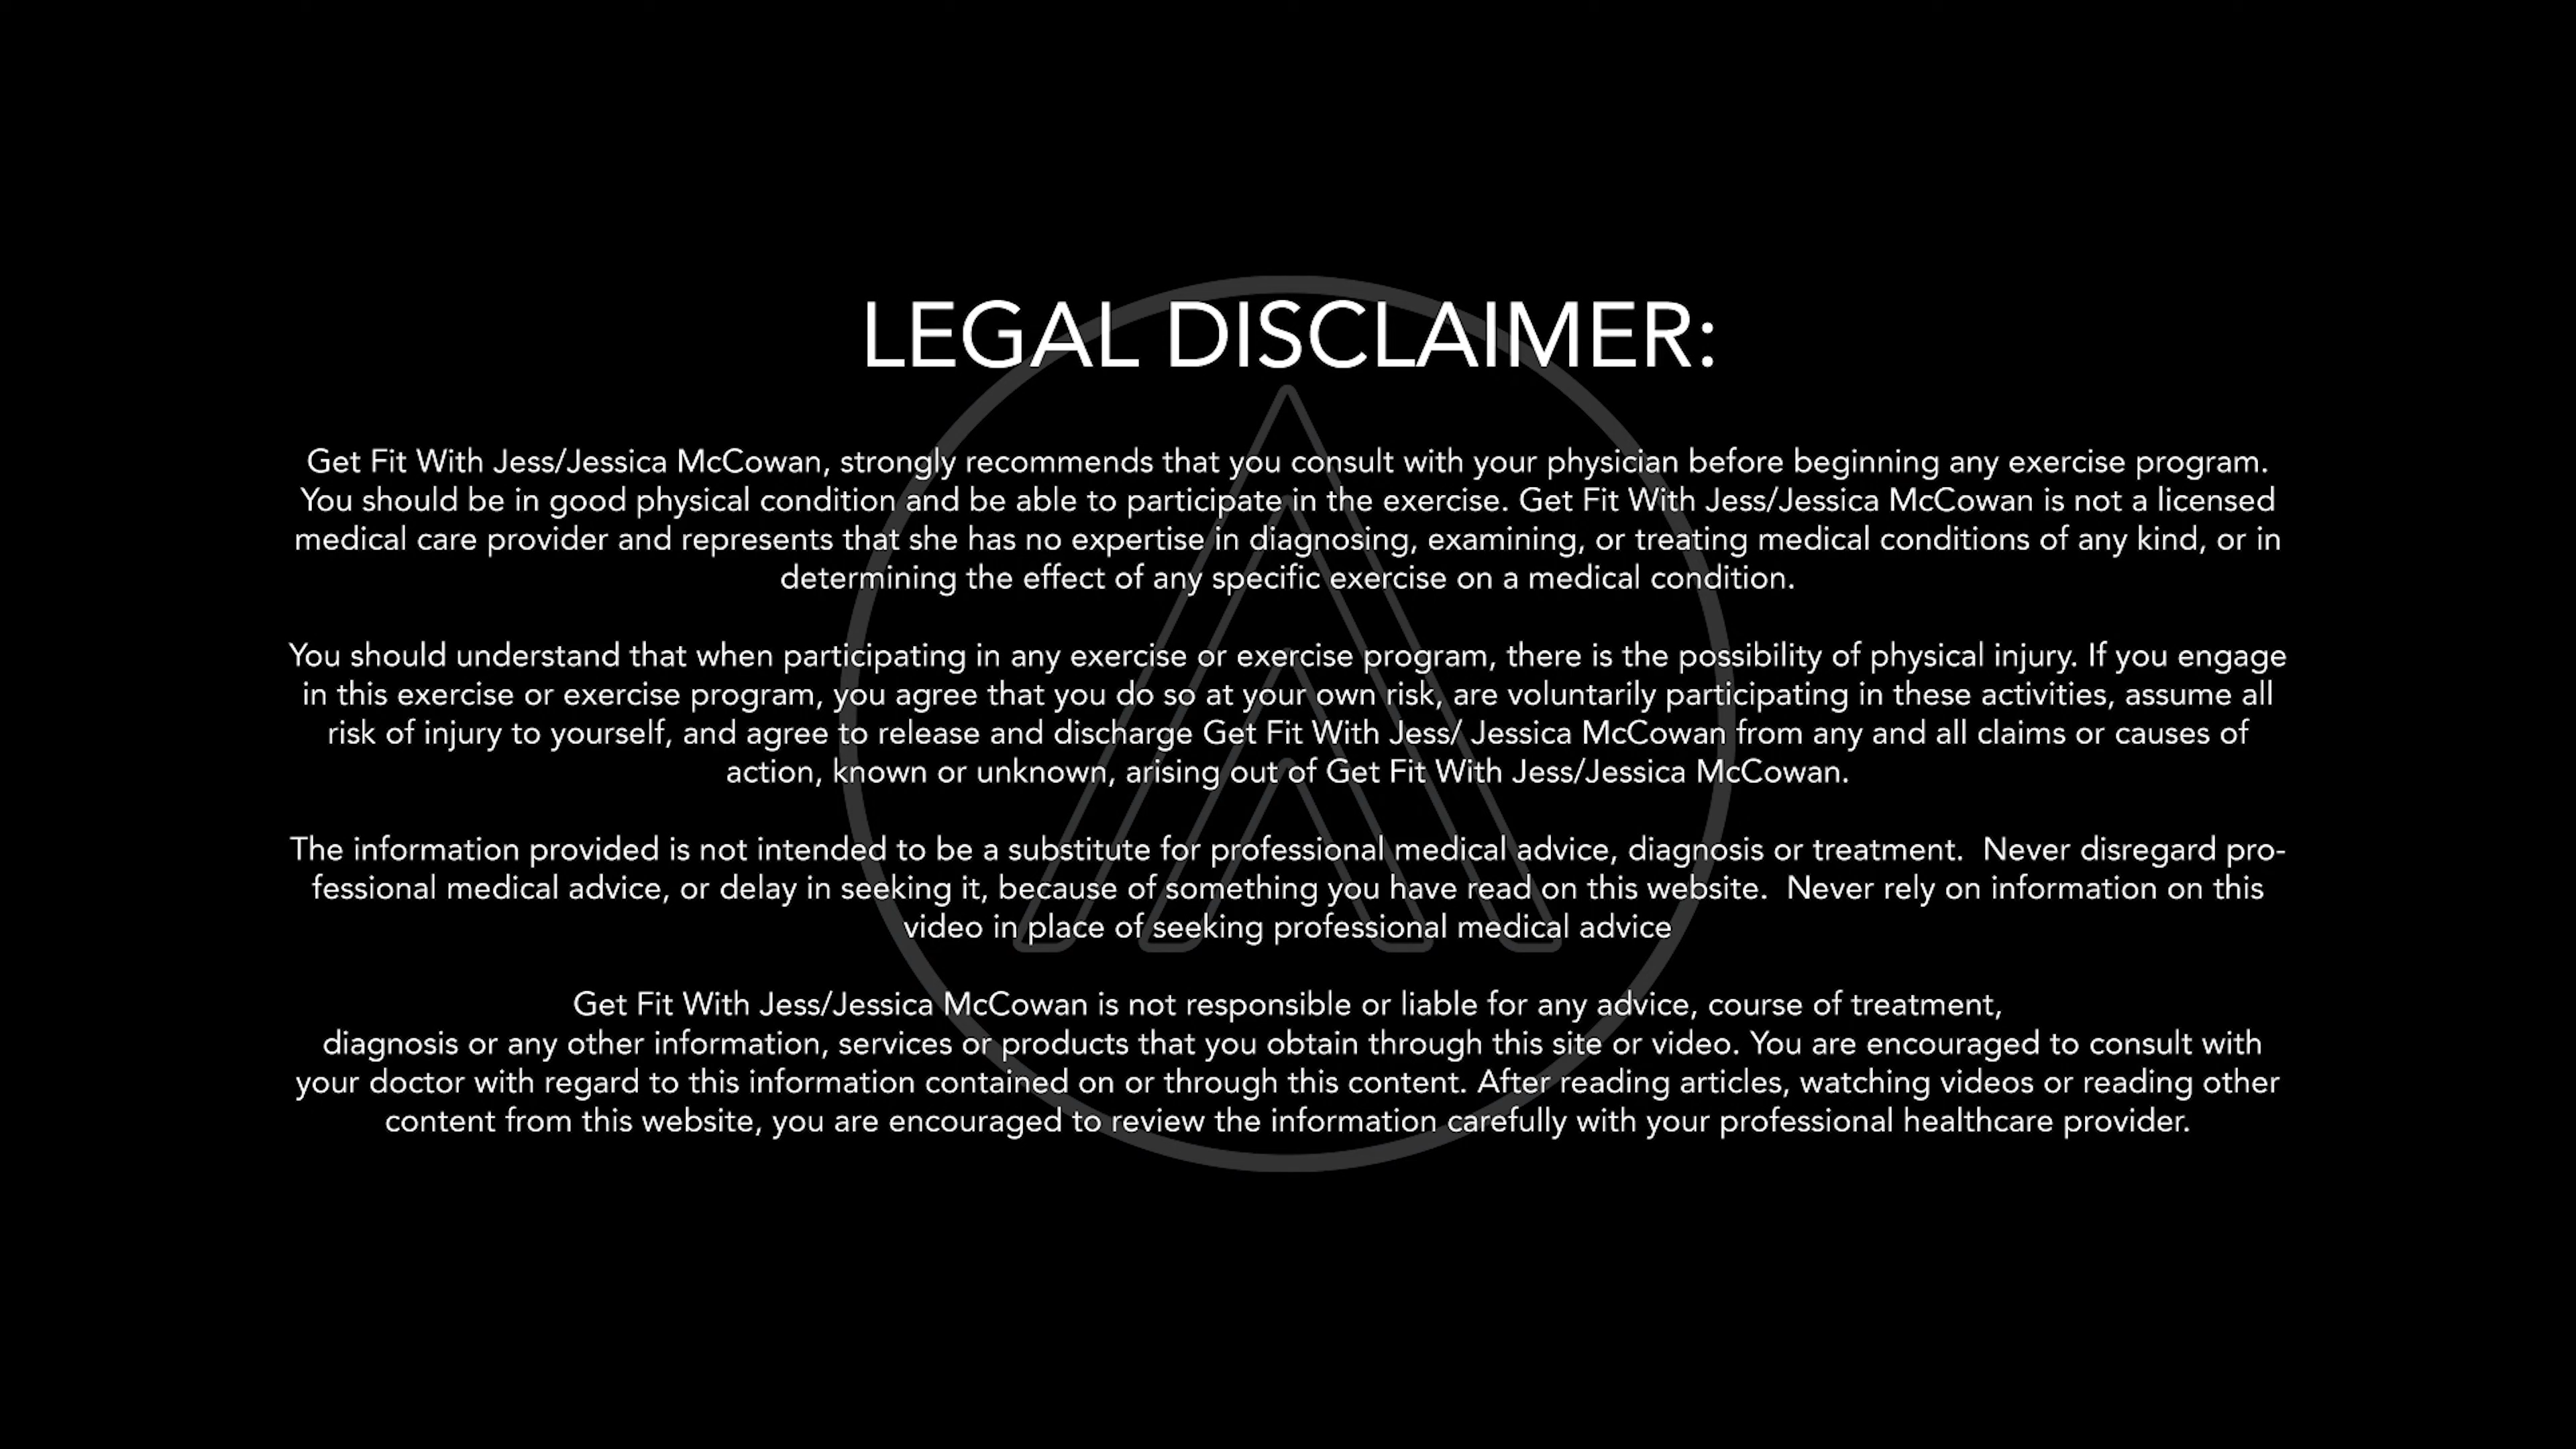 LEGAL DISCLAIMER:
Get Fit With Jess/Jessica McCowan, strongly recommends that you consult with your physician before beginning any exercise program.
You should be in good physical condition and be able to participate in the exercise. Get Fit With Jess/Jessica McCowan is not a licensed
medical care provider and represents that she has no expertise in diagnosing, examining, or treating medical conditions of any kind, or in
determining the effect of any specific exercise on a medical condition.
You should understand that when participating in any exercise or exercise program, there is the possibility of physical injury. If you engage
in this exercise or exercise program, you agree that you do so at your own risk, are voluntarily participating in these activities, assume all
risk of injury to yourself, and agree to release and discharge Get Fit With Jess/ Jessica McCowan from any and all claims or causes of
action, known or unknown, arising out of Get Fit With Jess/Jessica McCowan.
The information provided is not intended to be a substitute for professional medical advice, diagnosis or treatment.  Never disregard pro-
fessional medical advice, or delay in seeking it, because of something you have read on this website.  Never rely on information on this
video in place of seeking professional medical advice
Get Fit With Jess/Jessica McCowan is not responsible or liable for any advice, course of treatment,
diagnosis or any other information, services or products that you obtain through this site or video. You are encouraged to consult with
your doctor with regard to this information contained on or through this content. After reading articles, watching videos or reading other
content from this website, you are encouraged to review the information carefully with your professional healthcare provider.